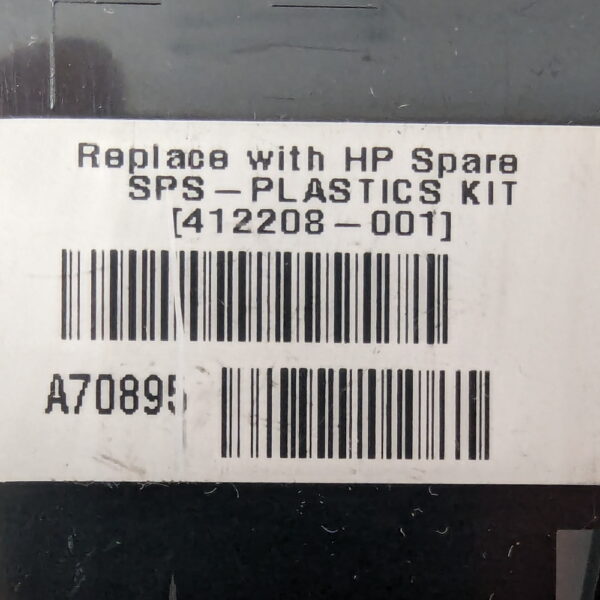 Replace with HP Spare
SPS-PLASTICS KIT
[412208-001]
A70895